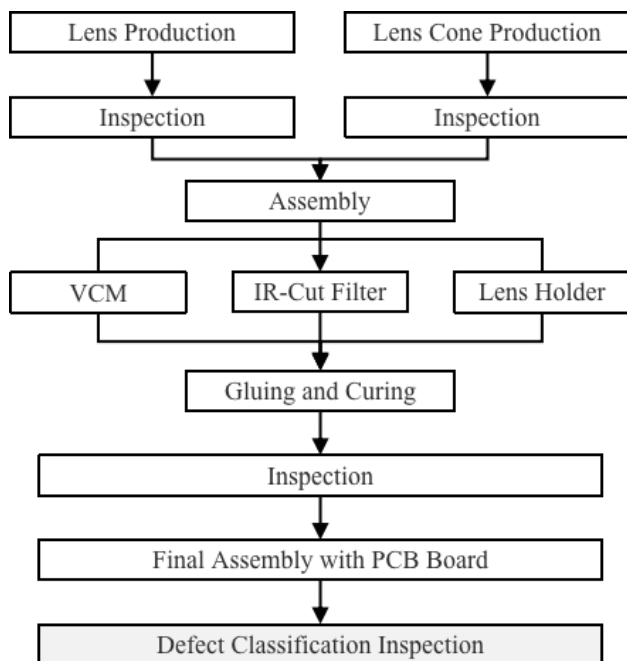 Lens Production
Lens Cone Production
Inspection
Inspection
Assembly
VCM
IR-Cut Filter
Lens Holder
Gluing and Curing
Inspection
Final Assembly with PCB Board
Defect Classification Inspection